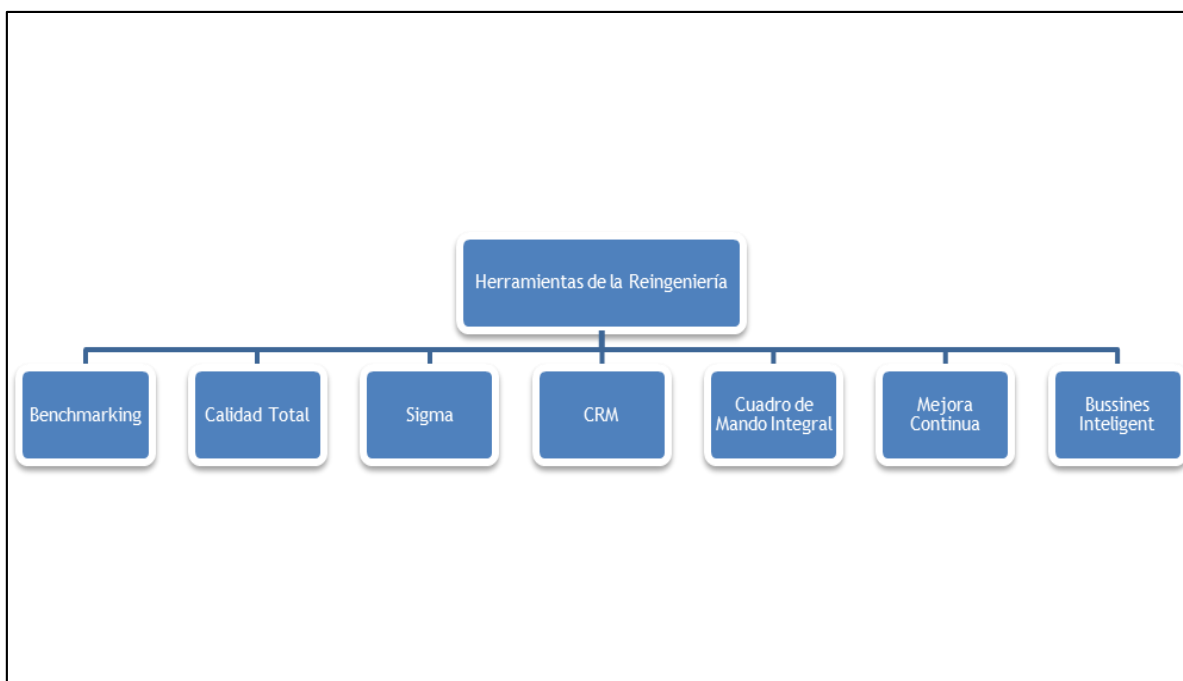 Herramientas de la Reingeniería
Benchmarking
Calidad Total
Sigma
CRM
Cuadro de
Mando Integral
Mejora
Continua
Bussines
Inteligent